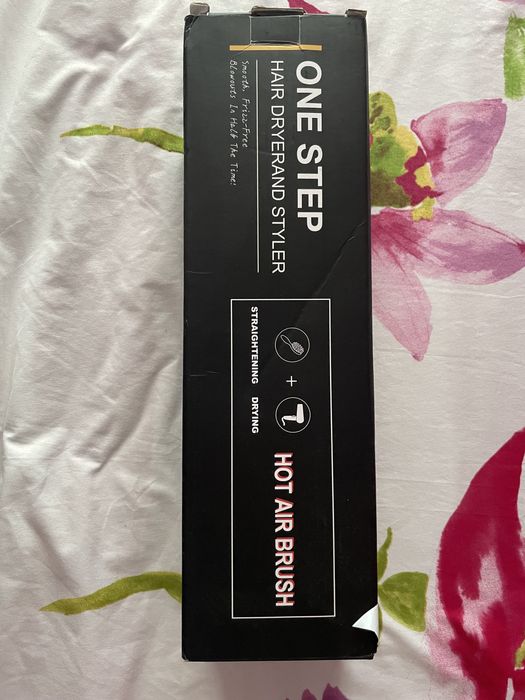 ONE STEP
HAIR DRYERAND STYLER
Smooth, Frizz-Free
Blowouts In Half The Time!
+
STRAIGHTENING DRYING
HOT AIR BRUSH